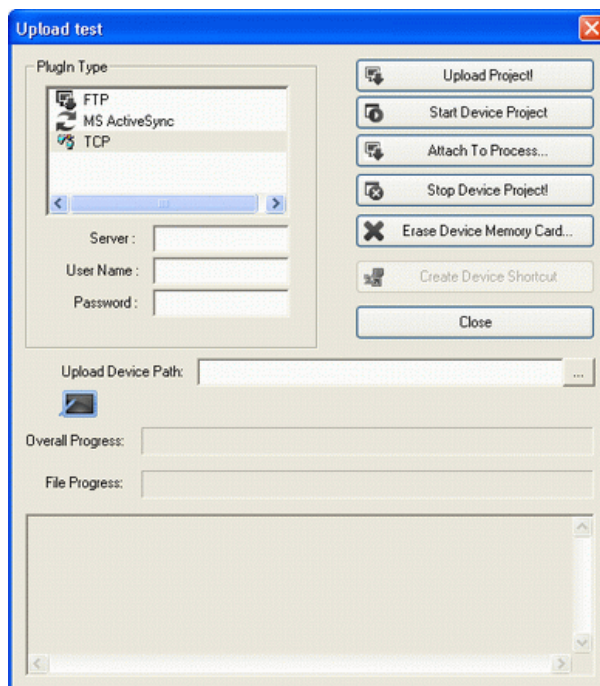 Upload test
PlugIn Type
FTP
MS ActiveSync
TCP
Server :
User Name :
Password :
Upload Project!
Start Device Project
Attach To Process...
Stop Device Project!
Erase Device Memory Card...
Create Device Shortcut
Close
Upload Device Path:
...
Overall Progress:
File Progress: